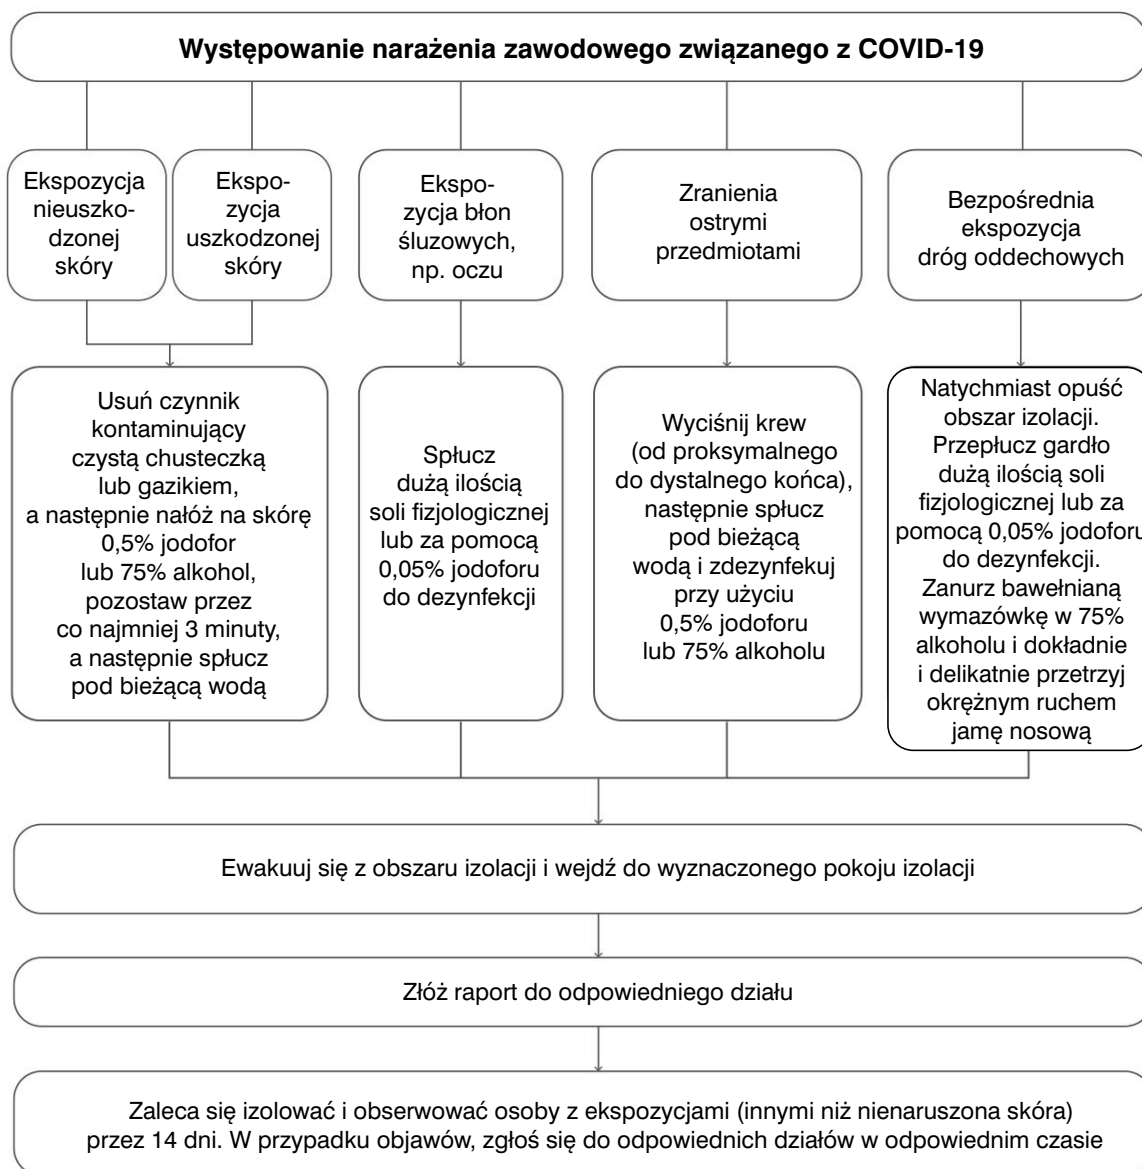 Występowanie narażenia zawodowego związanego z COVID-19
Ekspozycja
nieuszko-
dzonej
skóry
Ekspo-
zycja
uszkodzonej
skóry
Ekspo-
zycja błon
śluzowych,
np. oczu
Zranienia
ostrymi
przedmiotami
Bezpośrednia
ekspozycja
dróg oddechowych
Usuń czynnik
kontaminujący
czystą chusteczką
lub gazikiem,
a następnie nałóż na skórę
0,5% jodofor
lub 75% alkohol,
pozostaw przez
co najmniej 3 minuty,
a następnie spłucz
pod bieżącą wodą
Spłucz
dużą ilością
soli fizjologicznej
lub za pomocą
0,05% jodoforu
do dezynfekcji
Wyciśnij krew
(od proksymalnego
do dystalnego końca),
następnie spłucz
pod bieżącą
wodą i zdezynfekuj
przy użyciu
0,5% jodoforu
lub 75% alkoholu
Natychmiast opuść
obszar izolacji.
Przepłucz gardło
dużą ilością soli
fizjologicznej lub za
pomocą 0,05% jodoforu
do dezynfekcji.
Zanurz bawełnianą
wymazówkę w 75%
alkoholu i dokładnie
i delikatnie przetrzyj
okrężnym ruchem
jamę nosową
Ewakuuj się z obszaru izolacji i wejdź do wyznaczonego pokoju izolacji
Złóż raport do odpowiedniego działu
Zaleca się izolować i obserwować osoby z ekspozycjami (innymi niż nienaruszona skóra)
przez 14 dni. W przypadku objawów, zgłoś się do odpowiednich działów w odpowiednim czasie